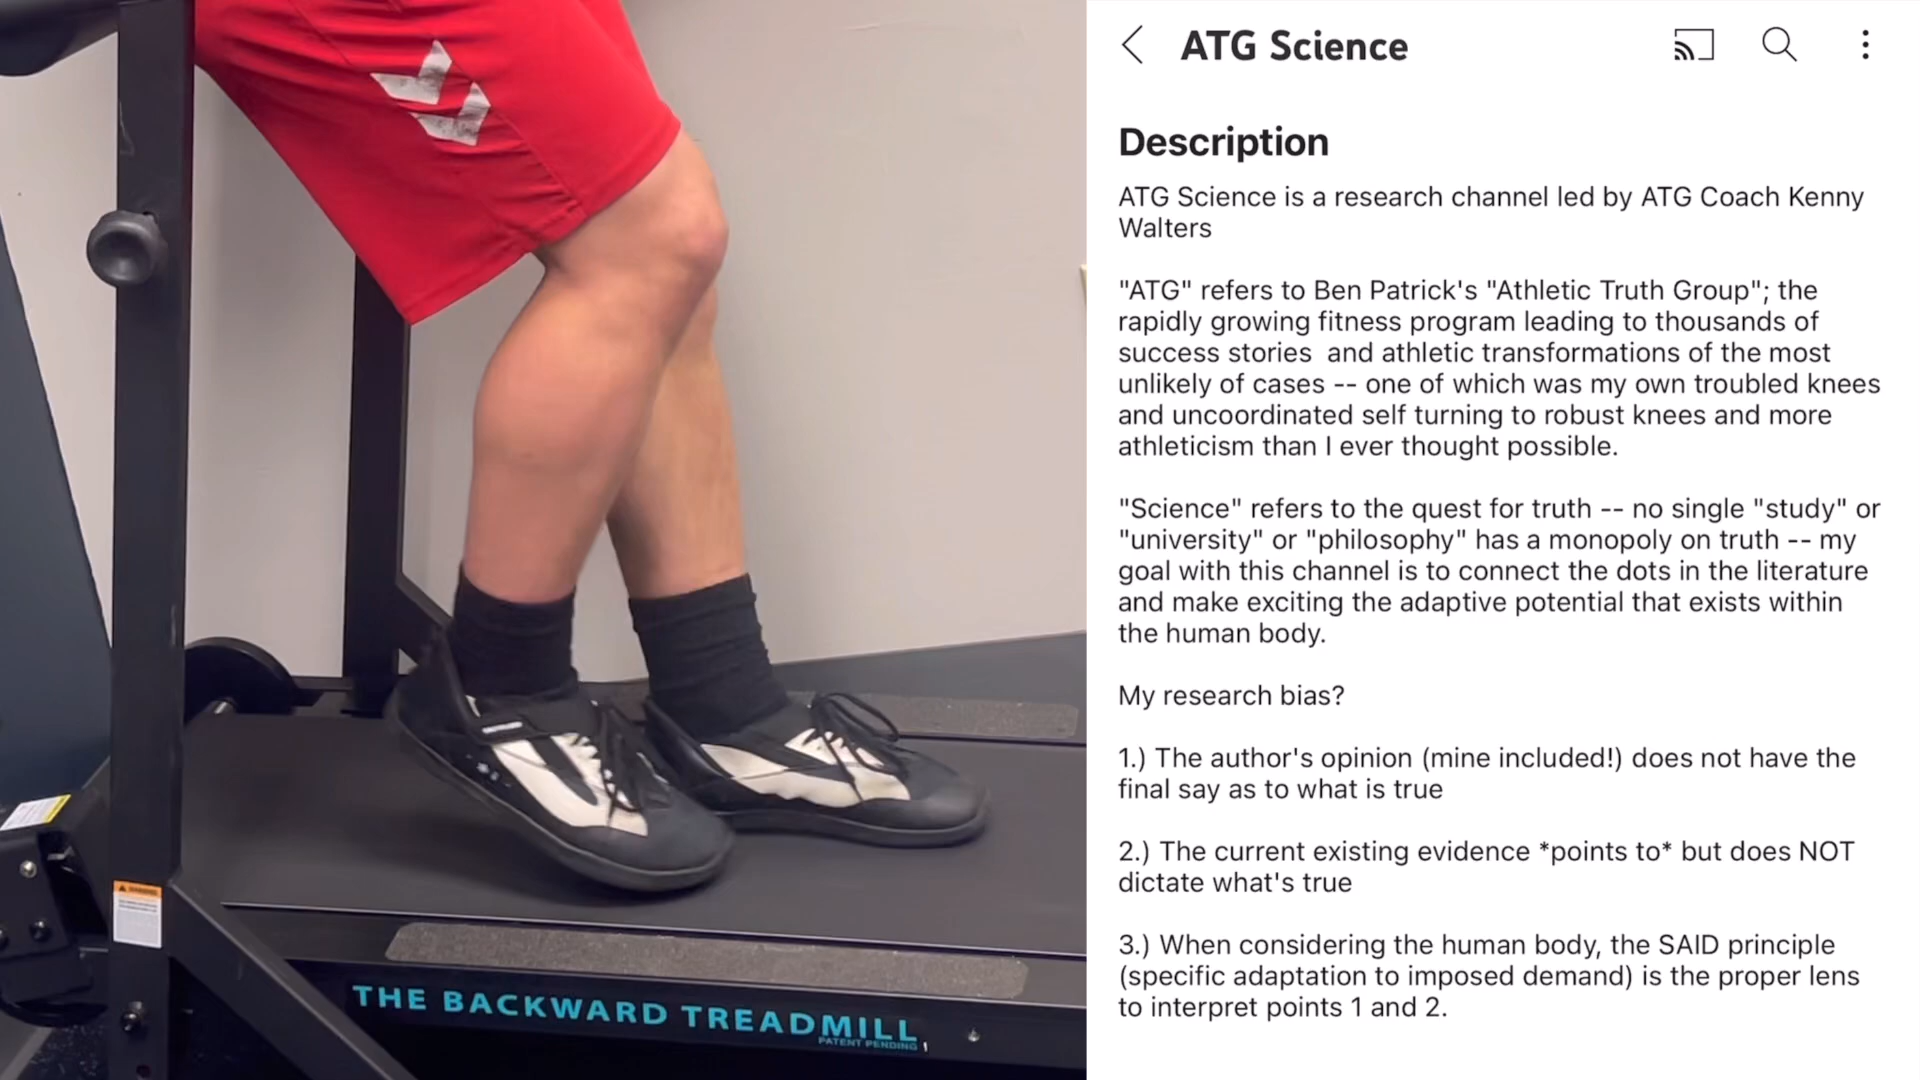 ATG Science
Description
ATG Science is a research channel led by ATG Coach Kenny
Walters
"ATG" refers to Ben Patrick's "Athletic Truth Group"; the
rapidly growing fitness program leading to thousands of
success stories  and athletic transformations of the most
unlikely of cases -- one of which was my own troubled knees
and uncoordinated self turning to robust knees and more
athleticism than I ever thought possible.
"Science" refers to the quest for truth -- no single "study" or
"university" or "philosophy" has a monopoly on truth -- my
goal with this channel is to connect the dots in the literature
and make exciting the adaptive potential that exists within
the human body.
My research bias?
1.) The author's opinion (mine included!) does not have the
final say as to what is true
2.) The current existing evidence *points to* but does NOT
dictate what's true
3.) When considering the human body, the SAID principle
(specific adaptation to imposed demand) is the proper lens
to interpret points 1 and 2.
THE BACKWARD TREADMILL
PATENT PENDING